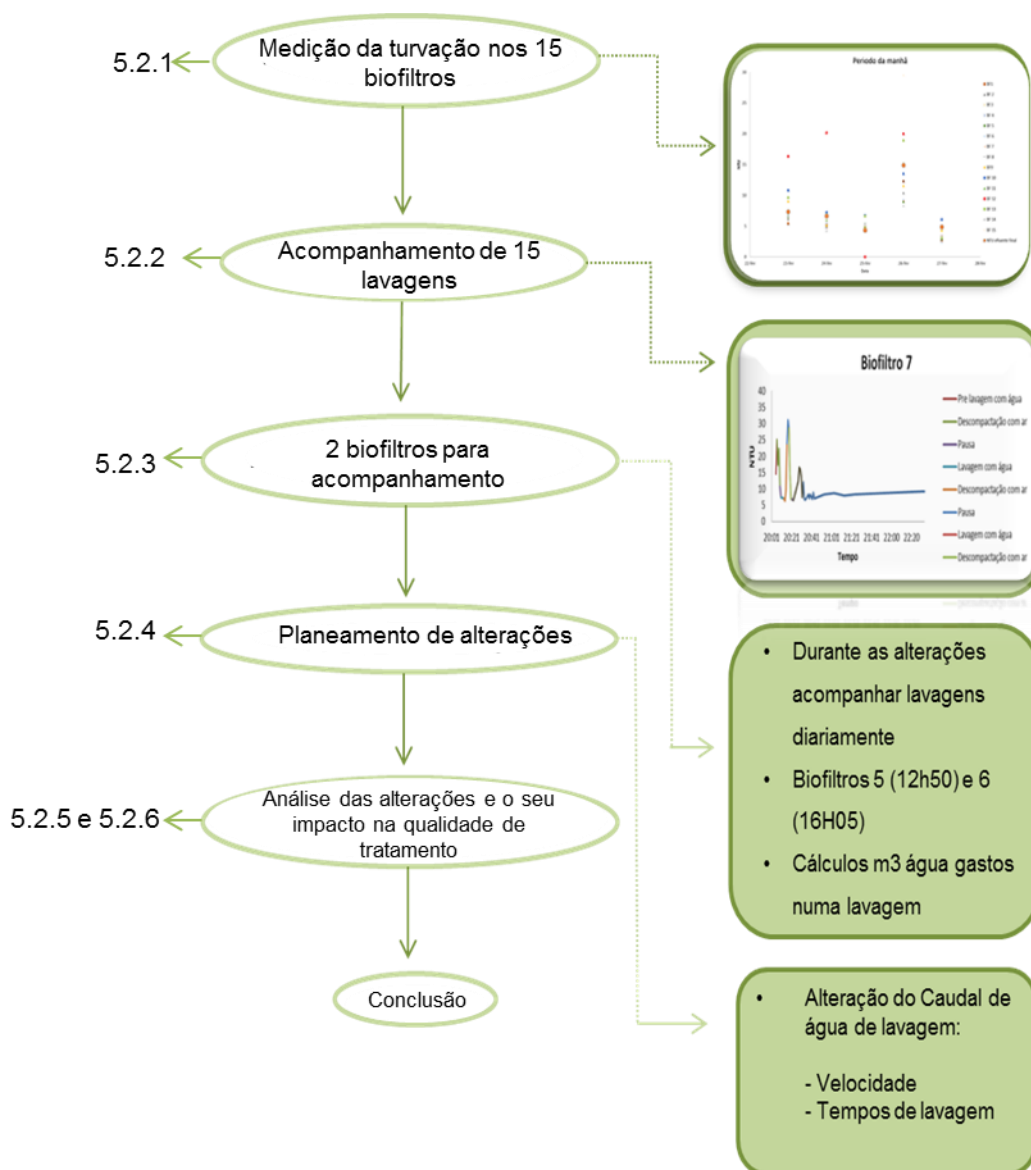 5.2.1
Medição da turvação nos 15
biofiltros
Periodo da manhã
5.2.2
Acompanhamento de 15
lavagens
Biofiltro 7
NTU
40
35
30
25
20
15
10
5
0
20:01 20:21 20:41 21:01 21:21 21:41 22:00 22:20
Tempo
Pre lavagem com água
Descompactação com ar
Pausa
Lavagem com água
Descompactação com ar
Pausa
Lavagem com água
Descompactação com ar
5.2.3
2 biofiltros para
acompanhamento
• Durante as alterações
acompanhar lavagens
diariamente
• Biofiltros 5 (12h50) e 6
(16H05)
• Cálculos m3 água gastos
numa lavagem
5.2.4
Planeamento de alterações
• Alteração do Caudal de
água de lavagem:
- Velocidade
- Tempos de lavagem
5.2.5 e 5.2.6
Análise das alterações e o seu
impacto na qualidade de
tratamento
Conclusão